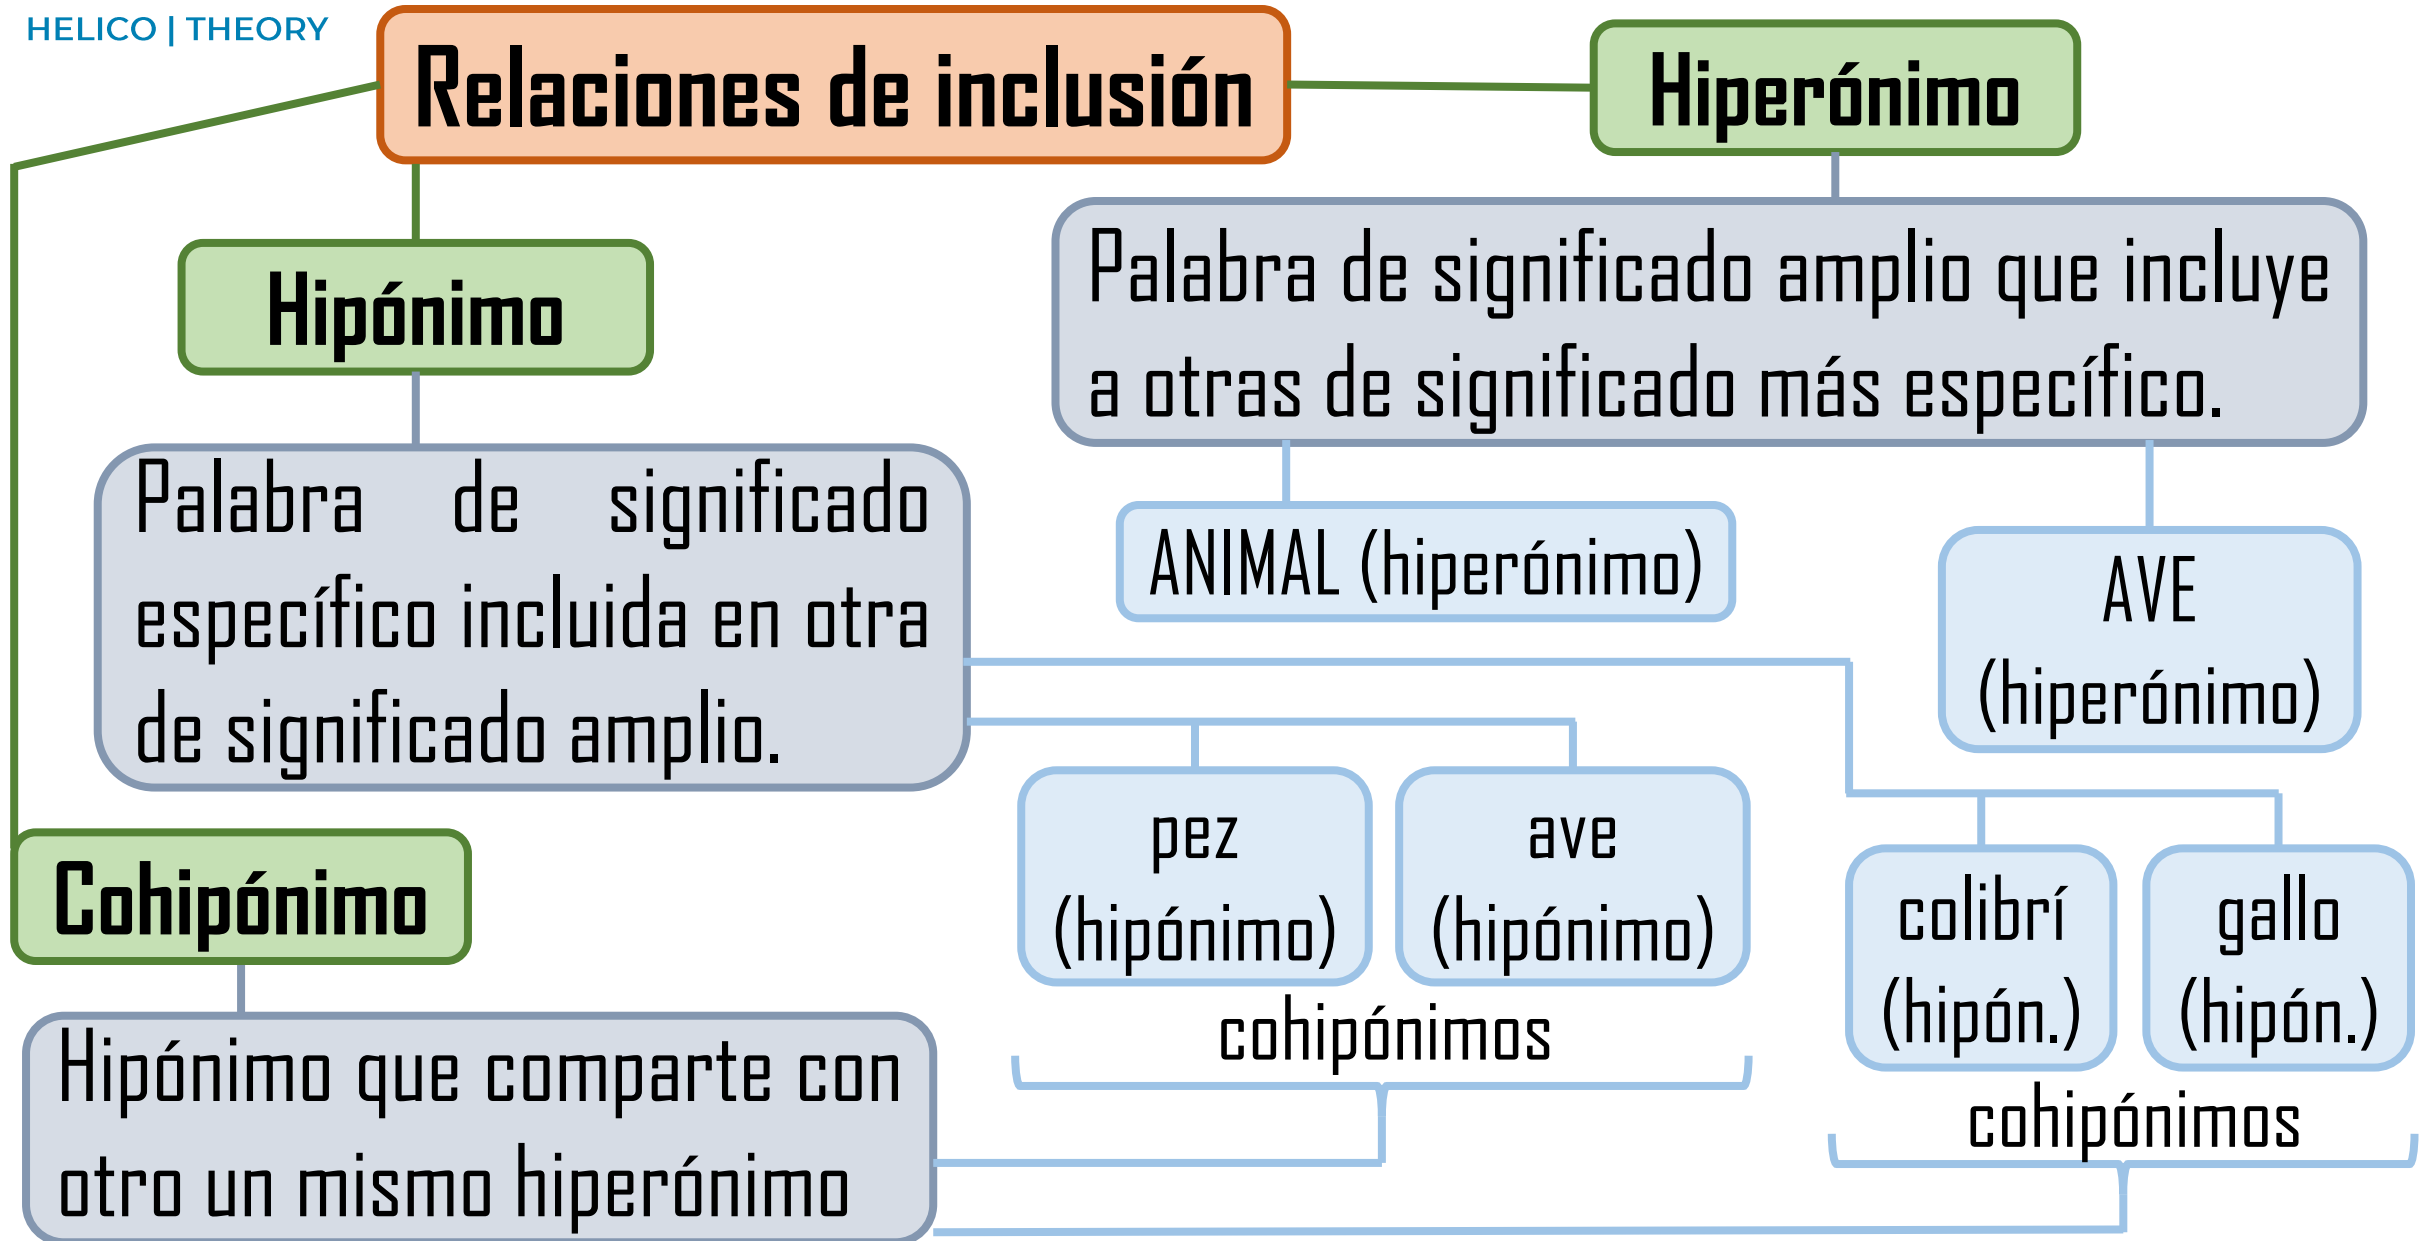 HELICO | THEORY
Relaciones de inclusión
Hiperónimo
Palabra de significado amplio que incluye
a otras de significado más específico.
Hipónimo
Palabra de significado
específico incluida en otra
de significado amplio.
ANIMAL (hiperónimo)
AVE
(hiperónimo)
pez
(hipónimo)
ave
(hipónimo)
cohipónimos
colibrí
(hipón.)
gallo
(hipón.)
cohipónimos
Cohipónimo
Hipónimo que comparte con
otro un mismo hiperónimo